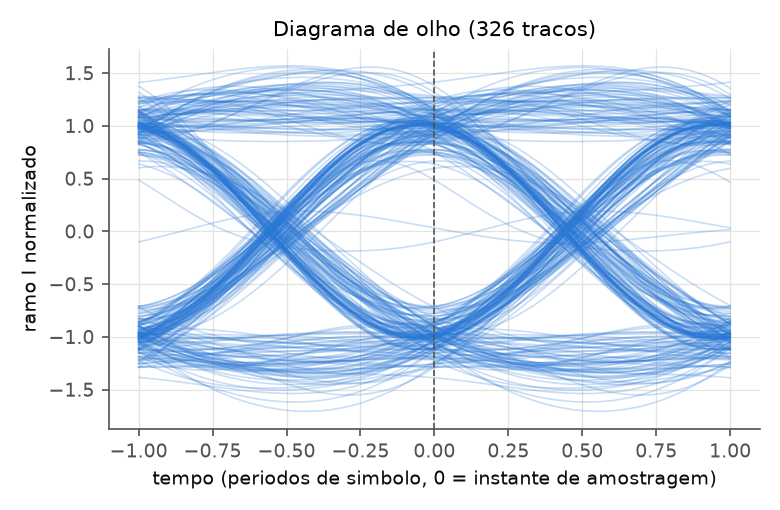 Diagrama de olho (326 tracos)
ramo I normalizado
1.5
1.0
0.5
0.0
−0.5
−1.0
−1.5
−1.00 −0.75 −0.50 −0.25 0.00 0.25 0.50 0.75 1.00
tempo (periodos de simbolo, 0 = instante de amostragem)